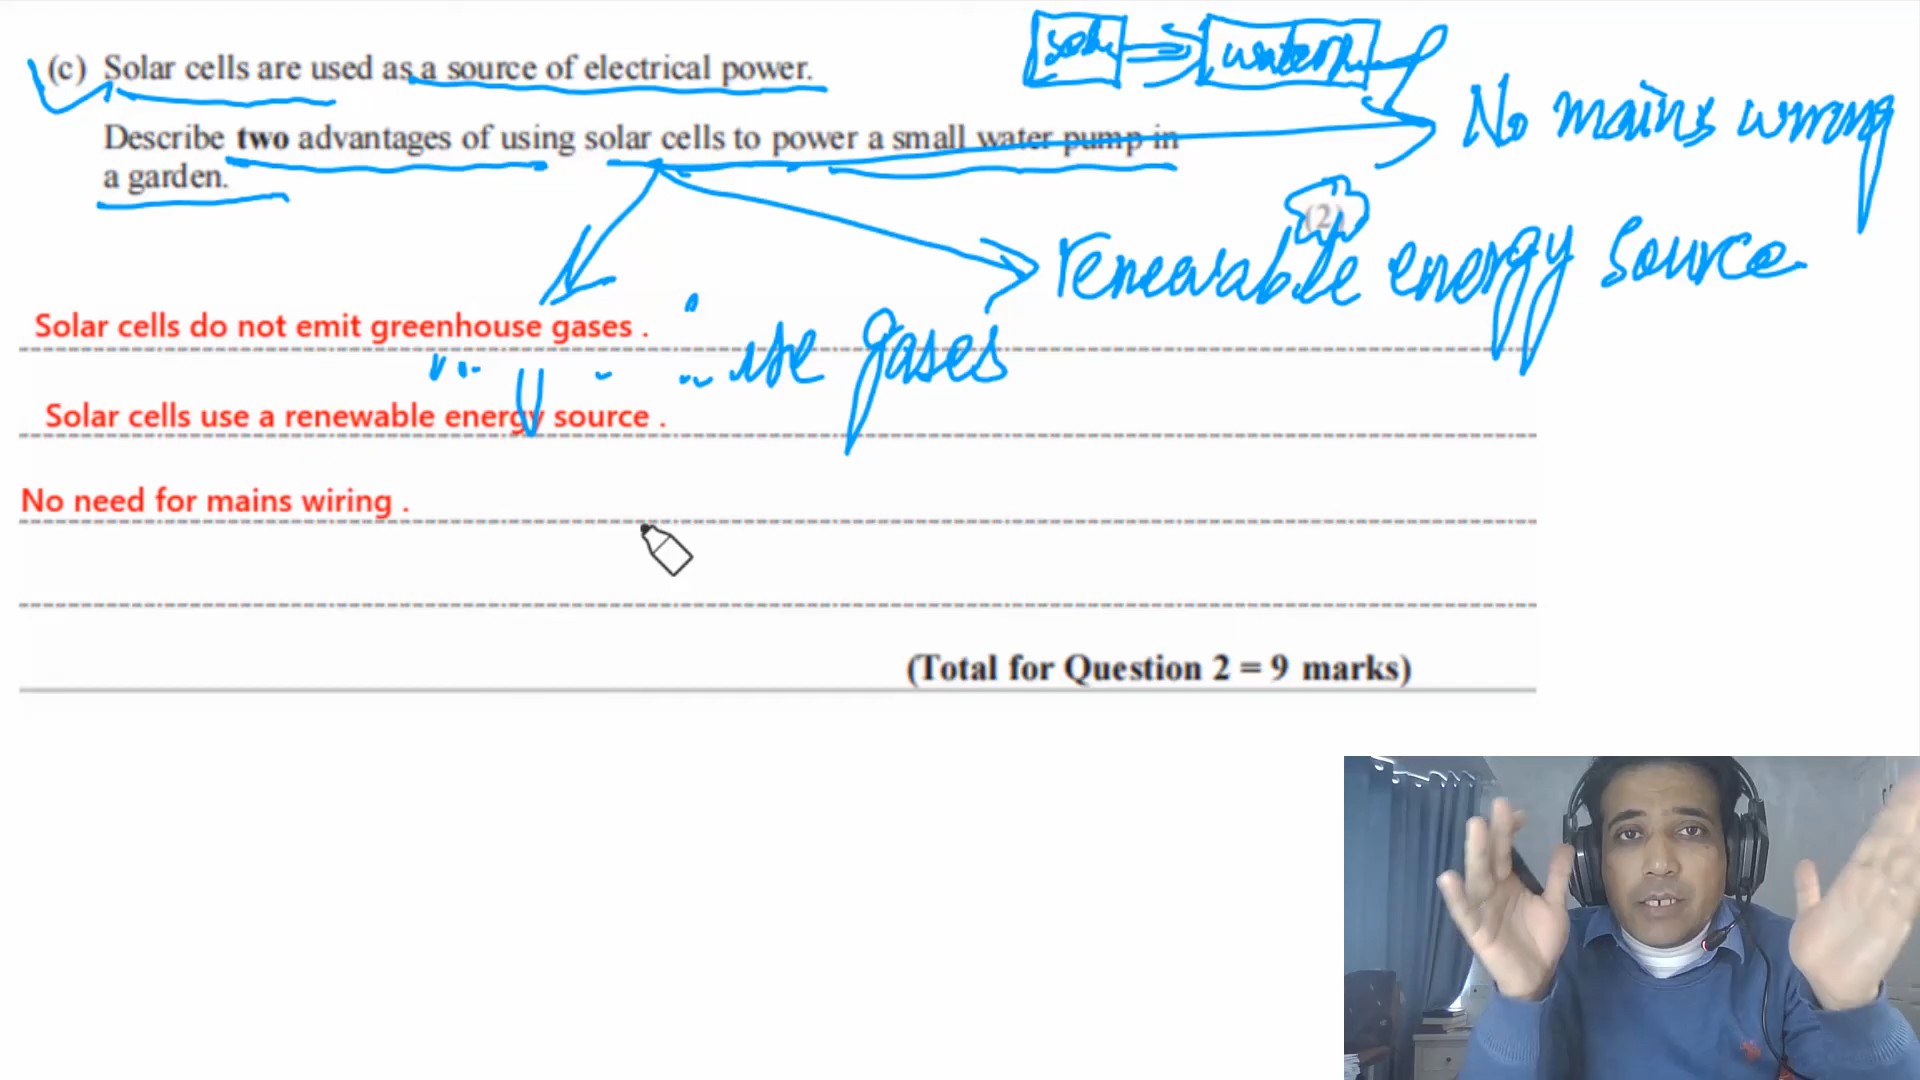 (c) Solar cells are used as a source of electrical power.
Describe two advantages of using solar cells to power a small water pump in
a garden.
No mains wiring
(2)
renewable energy source
Solar cells do not emit greenhouse gases .
use gases
Solar cells use a renewable energy source .
No need for mains wiring .
(Total for Question 2 = 9 marks)